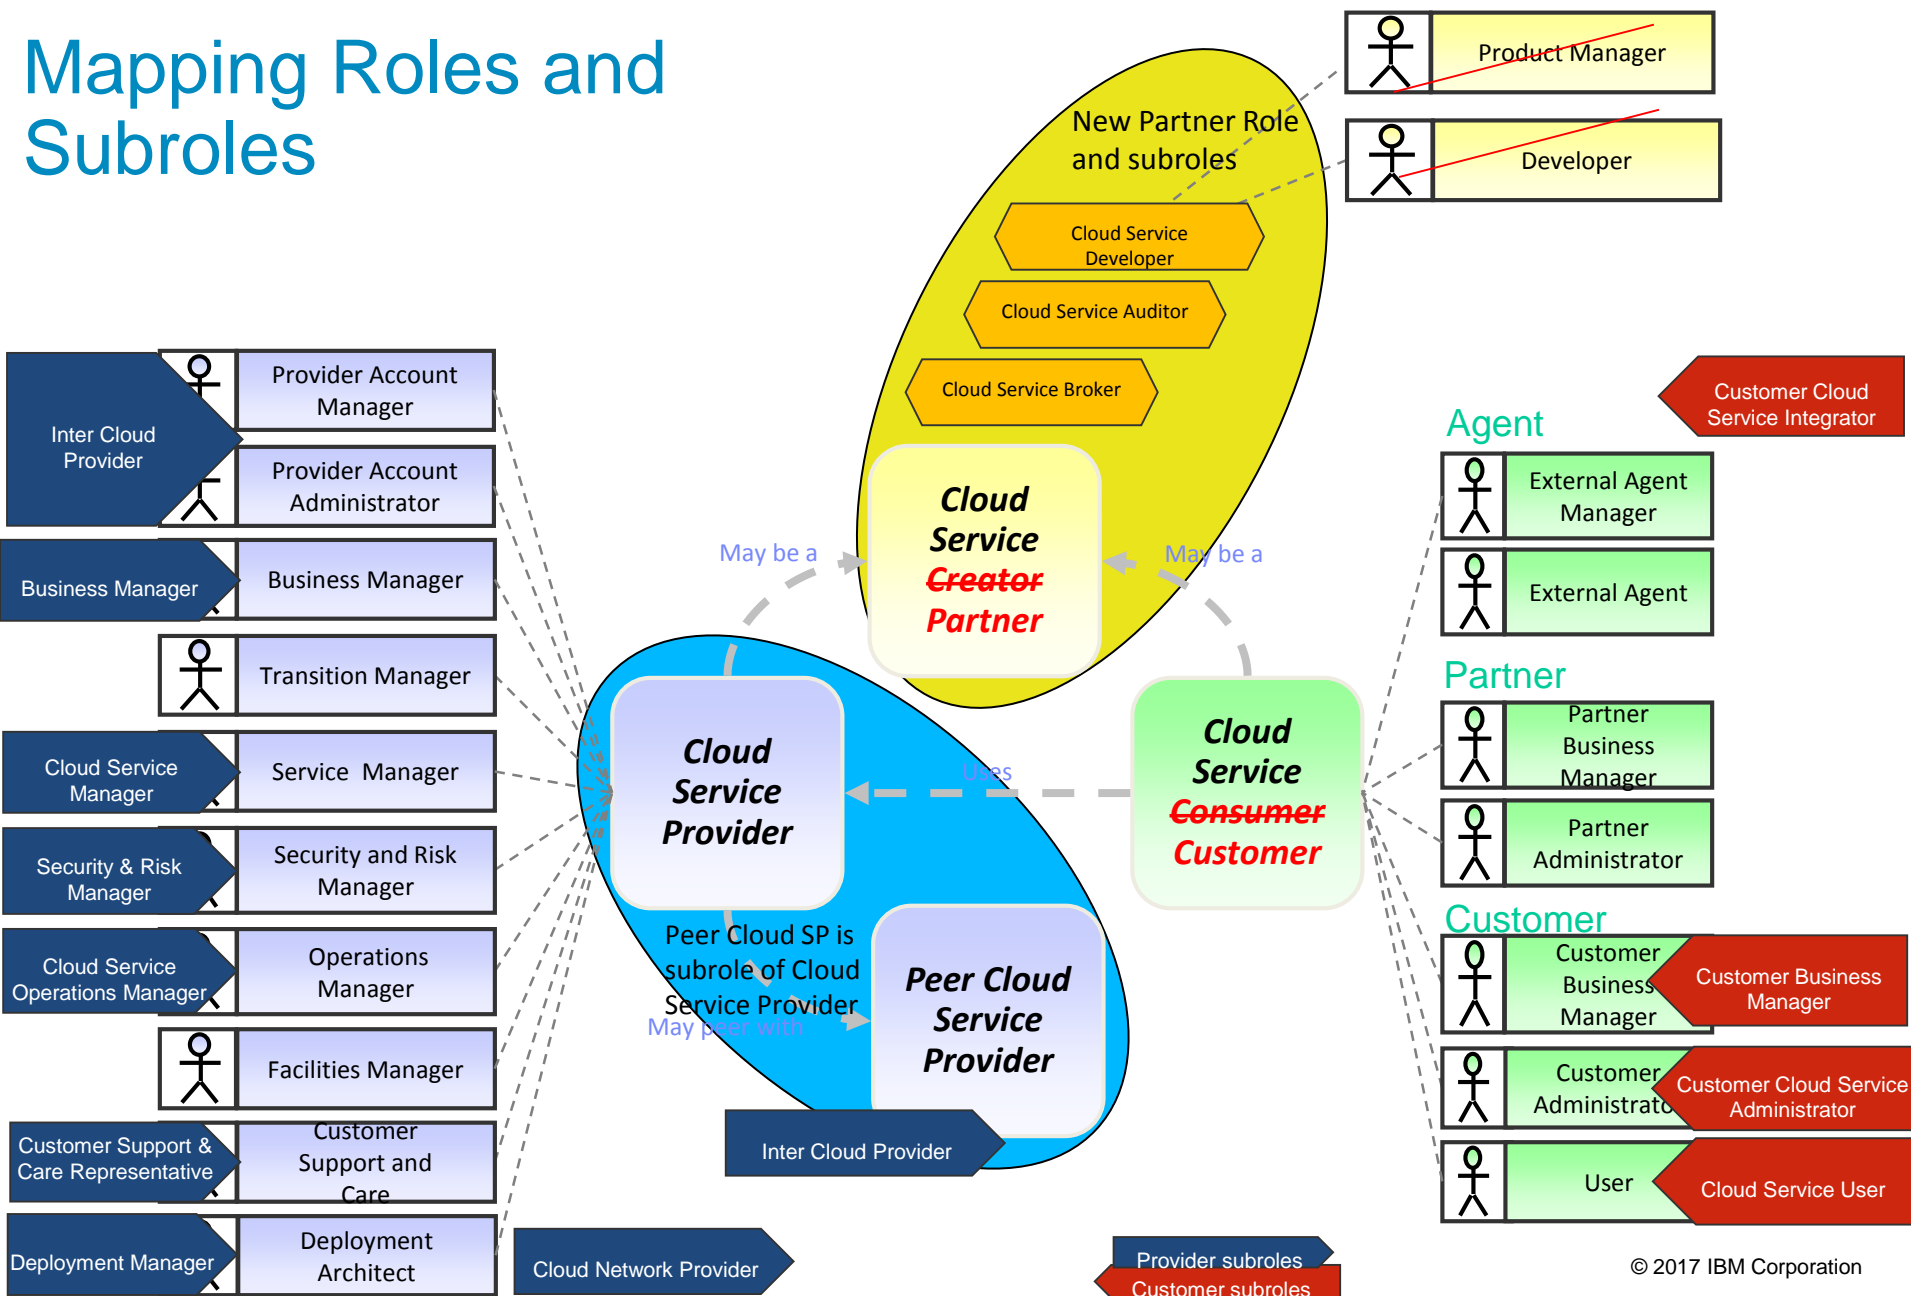 Mapping Roles and
Subroles
Product Manager
Developer
New Partner Role
and subroles
Cloud Service
Developer
Cloud Service Auditor
Cloud Service Broker
Cloud
Service
Creator
Partner
May be a
May be a
Inter Cloud
Provider
Provider Account
Manager
Provider Account
Administrator
Business Manager
Business Manager
Transition Manager
Cloud Service
Manager
Service Manager
Security & Risk
Manager
Security and Risk
Manager
Cloud Service
Operations Manager
Operations
Manager
Facilities Manager
Customer Support &
Care Representative
Customer
Support and
Care
Deployment Manager
Deployment
Architect
Cloud
Service
Provider
Uses
Cloud
Service
Consumer
Customer
Peer Cloud SP is
subrole of Cloud
Service Provider
May peer with
Peer Cloud
Service
Provider
Inter Cloud Provider
Cloud Network Provider
Customer Cloud
Service Integrator
Agent
External Agent
Manager
External Agent
Partner
Partner
Business
Manager
Partner
Administrator
Customer
Customer
Business
Manager
Customer Business
Manager
Customer
Administrato
Customer Cloud Service
Administrator
User
Cloud Service User
Provider subroles
Customer subroles
© 2017 IBM Corporation